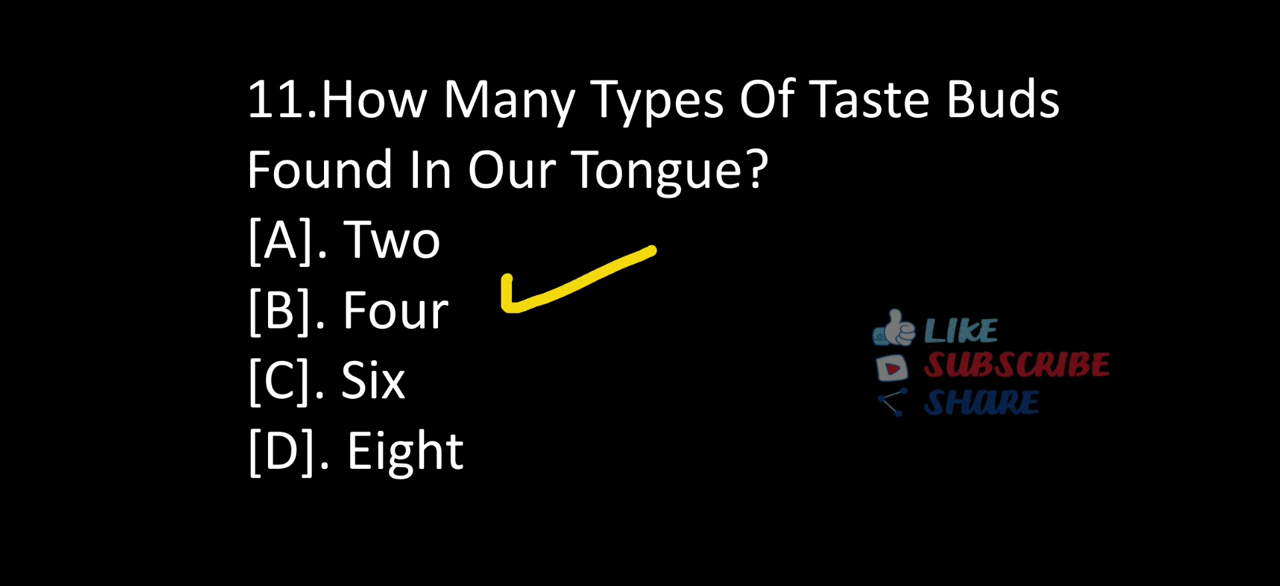 11.How Many Types Of Taste Buds
Found In Our Tongue?
[A]. Two
[B]. Four
[C]. Six
[D]. Eight
LIKE
SUBSCRIBE
SHARE